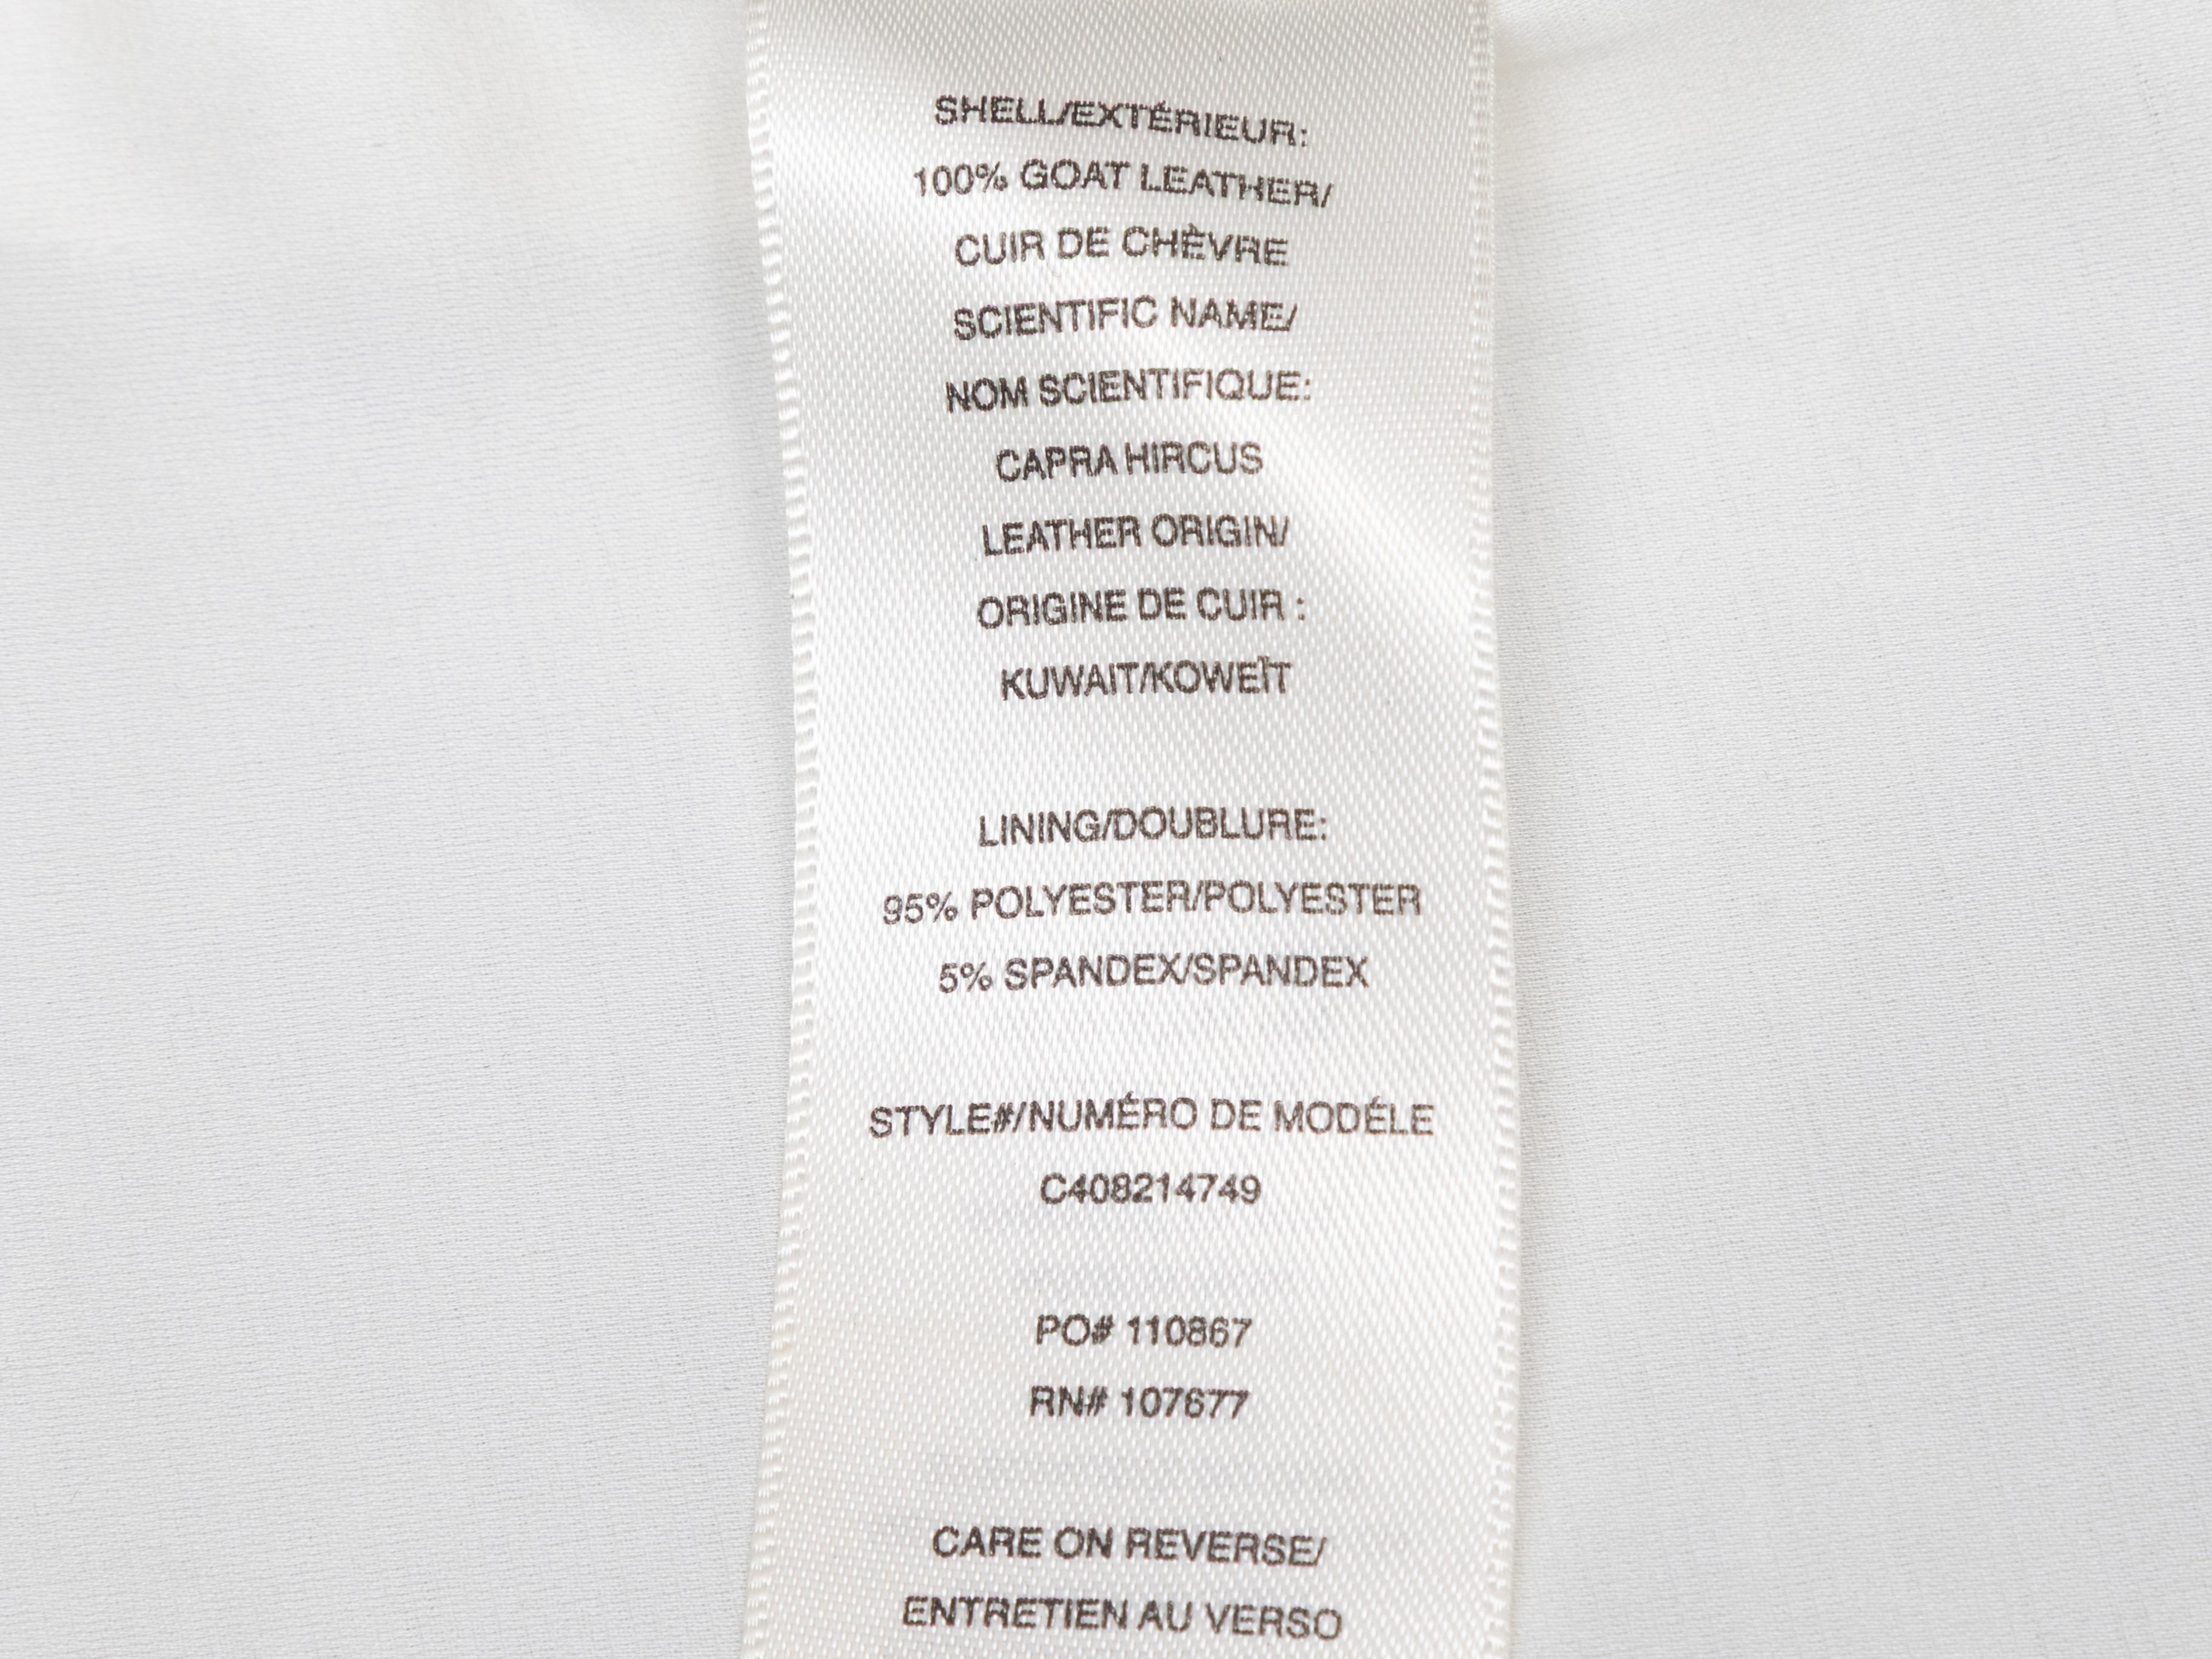 SHELL/EXTÉRIEUR:
100% GOAT LEATHER/
CUIR DE CHÈVRE
SCIENTIFIC NAME/
NOM SCIENTIFIQUE:
CAPRA HIRCUS
LEATHER ORIGIN/
ORIGINE DE CUIR :
KUWAIT/KOWEÏT
LINING/DOUBLURE:
95% POLYESTER/POLYESTER
5% SPANDEX/SPANDEX
STYLE#/NUMÉRO DE MODÉLE
C408214749
PO# 110867
RN# 107677
CARE ON REVERSE/
ENTRETIEN AU VERSO